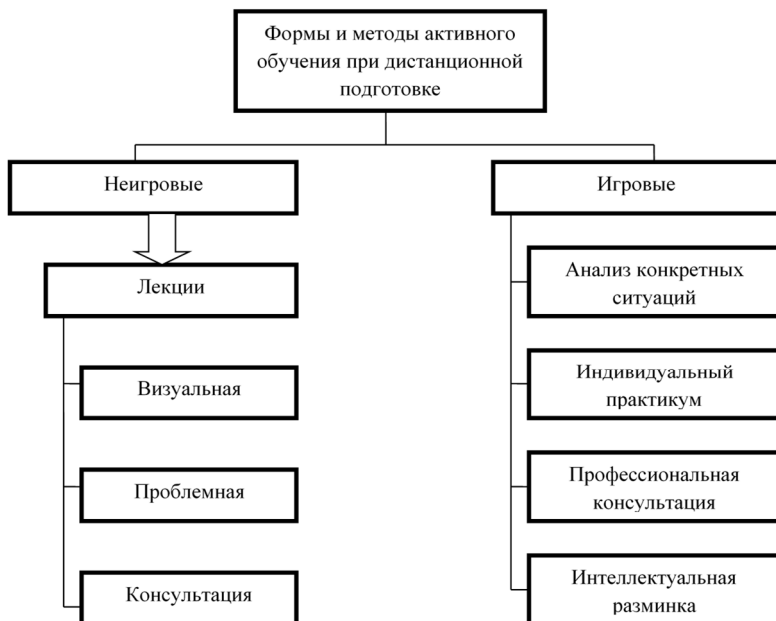 Формы и методы активного
обучения при дистанционной
подготовке
Неигровые
Игровые
Лекции
Визуальная
Проблемная
Консультация
Анализ конкретных
ситуаций
Индивидуальный
практикум
Профессиональная
консультация
Интеллектуальная
разминка